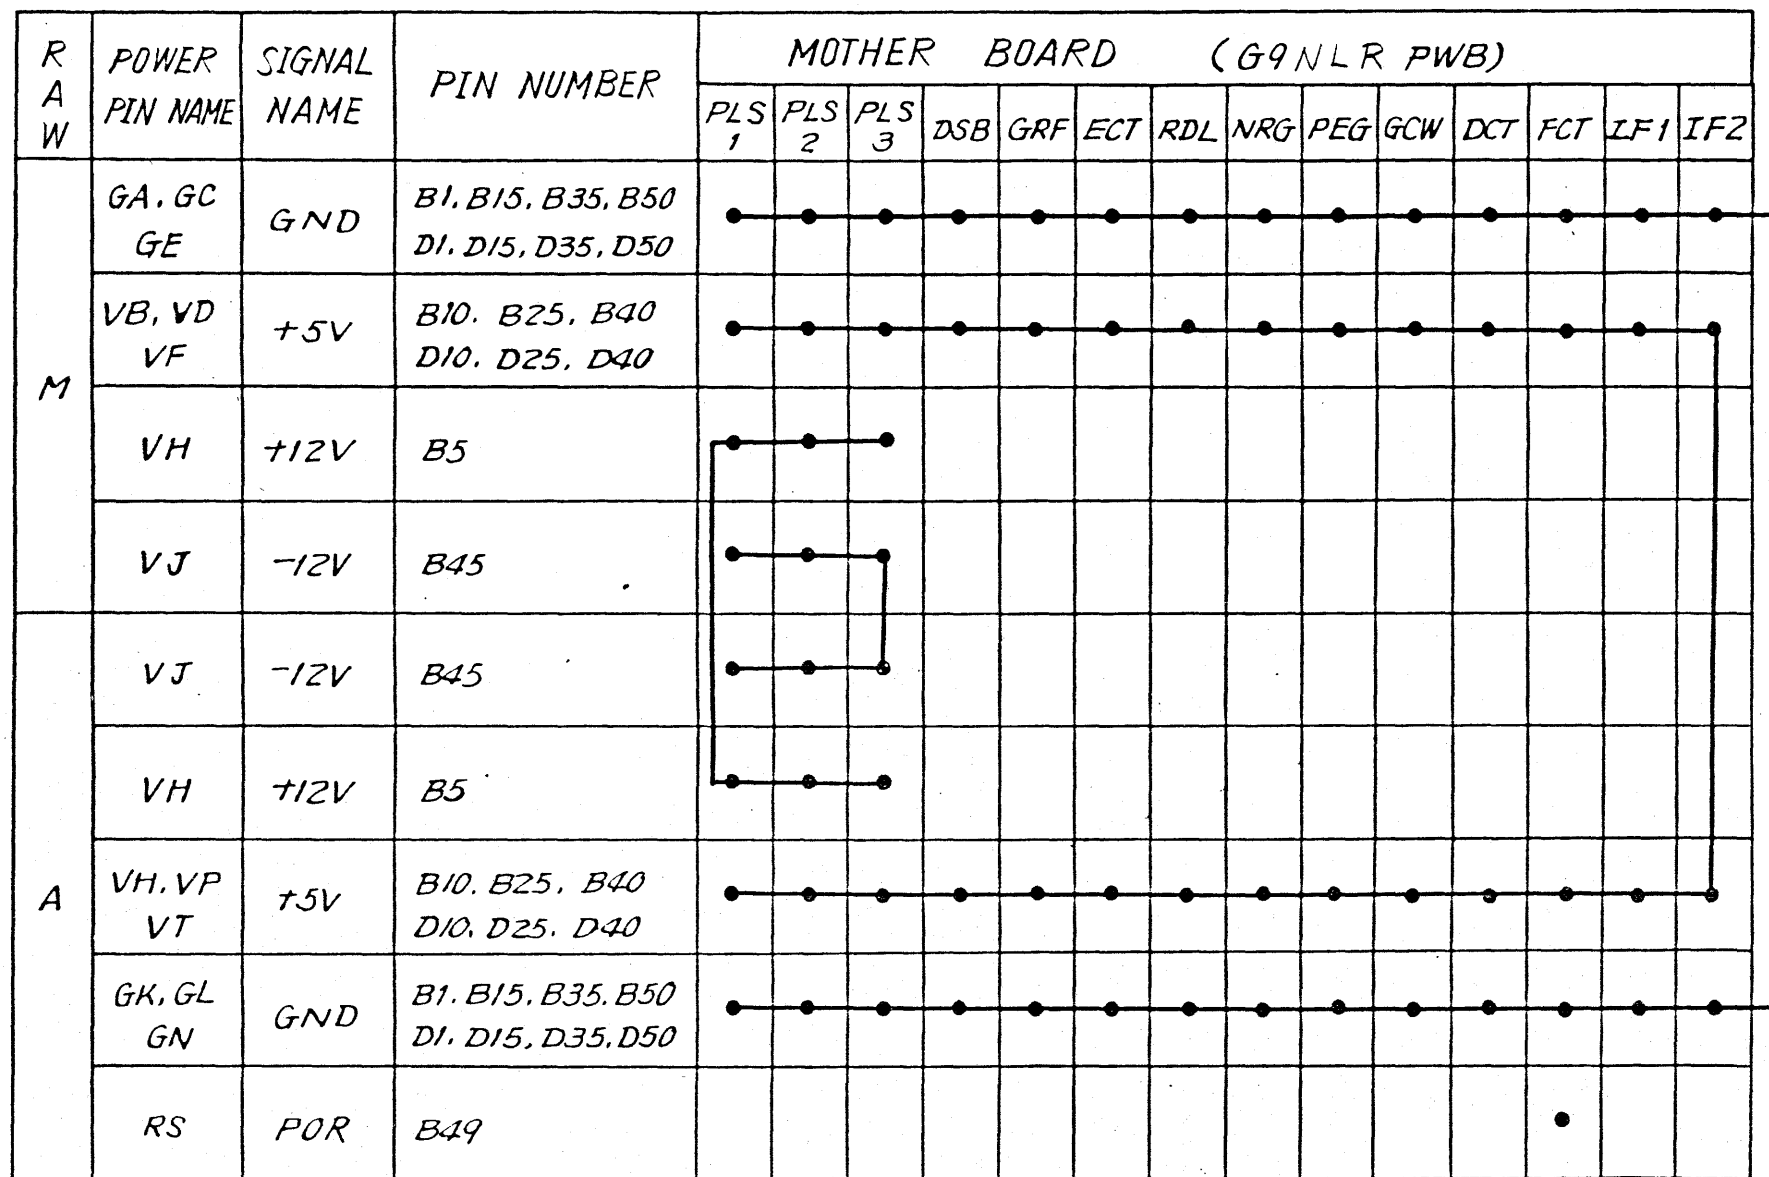 RAW
POWER PIN NAME
SIGNAL NAME
PIN NUMBER
MOTHER BOARD (G9NLR PWB)
PLS 1 PLS 2 PLS 3 DSB GRF ECT RDL NRG PEG GCW DCT FCT IF1 IF2
M
GA. GC GE
GND
B1. B15. B35. B50
D1. D15. D35. D50
VB, VD VF
+5V
B10. B25. B40
D10. D25. D40
VH +12V B5
VJ -12V B45
A
VJ -12V B45
VH +12V B5
VH. VP VT
+5V
B10. B25. B40
D10. D25. D40
GK. GL GN
GND
B1. B15. B35. B50
D1. D15. D35. D50
RS POR B49